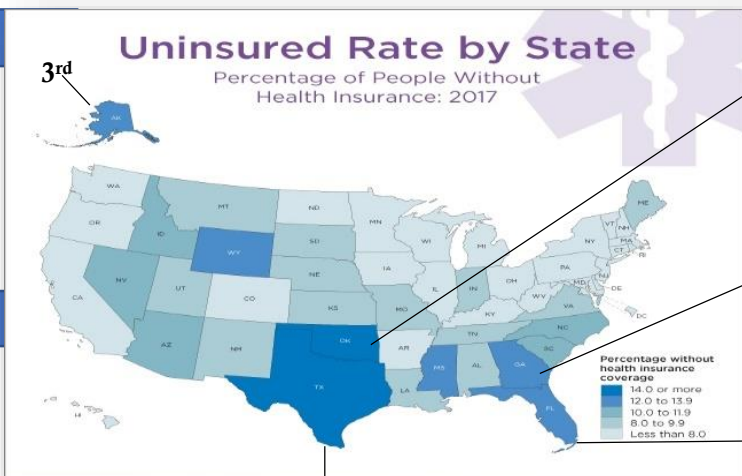 Uninsured Rate by State
Percentage of People Without
Health Insurance: 2017
3rd
AK
WA
MT
ND
MN
ME
VT
NH
OR
ID
SD
WI
MI
NY
MA
CT
RI
WY
IA
PA
NJ
NE
NV
UT
IL
IN
OH
MD
DE
CA
CO
WV
VA
DC
KS
MO
KY
NC
TN
AZ
NM
OK
AR
SC
MS
AL
GA
TX
LA
FL
HI
Percentage without
health insurance
coverage
14.0 or more
12.0 to 13.9
10.0 to 11.9
8.0 to 9.9
Less than 8.0